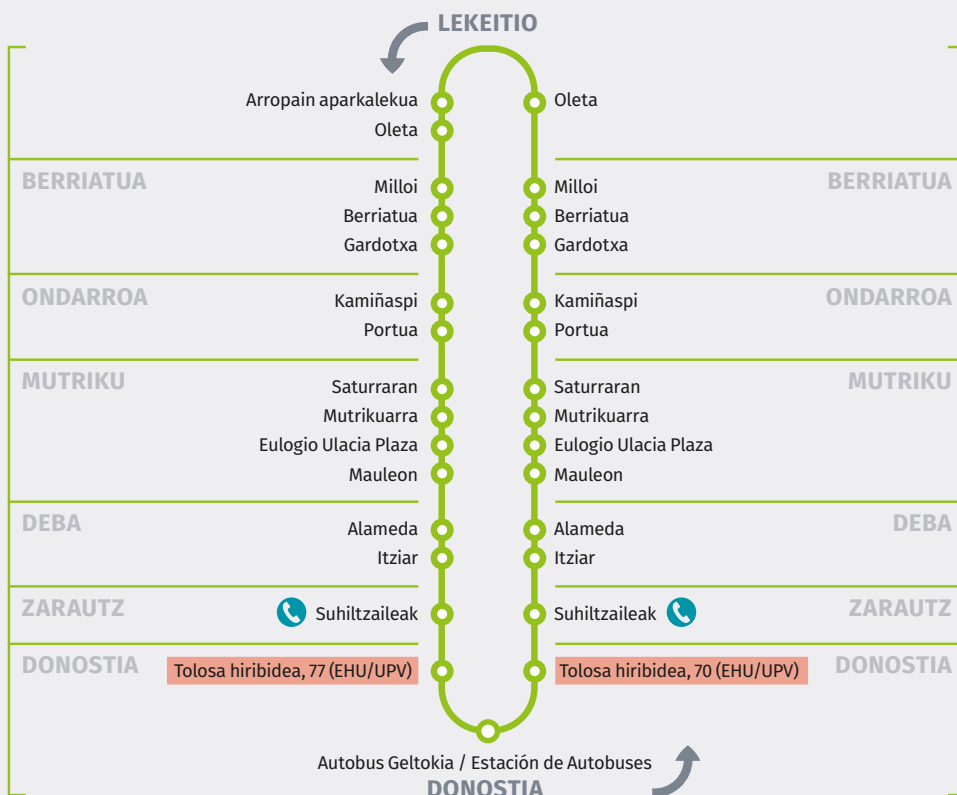 LEKEITIO
Arropain aparkalekua
Oleta
Oleta
BERRIATUA
Milloi
Milloi
BERRIATUA
Berriatua
Berriatua
Gardotxa
Gardotxa
ONDARROA
Kamiñaspi
Kamiñaspi
ONDARROA
Portua
Portua
MUTRIKU
Saturraran
Saturraran
MUTRIKU
Mutrikuarra
Mutrikuarra
Eulogio Ulacia Plaza
Eulogio Ulacia Plaza
Mauleon
Mauleon
DEBA
Alameda
Alameda
DEBA
Itziar
Itziar
ZARAUTZ
Suhiltzaileak
Suhiltzaileak
ZARAUTZ
DONOSTIA
Tolosa hiribidea, 77 (EHU/UPV)
Tolosa hiribidea, 70 (EHU/UPV)
DONOSTIA
Autobus Geltokia / Estación de Autobuses
DONOSTIA